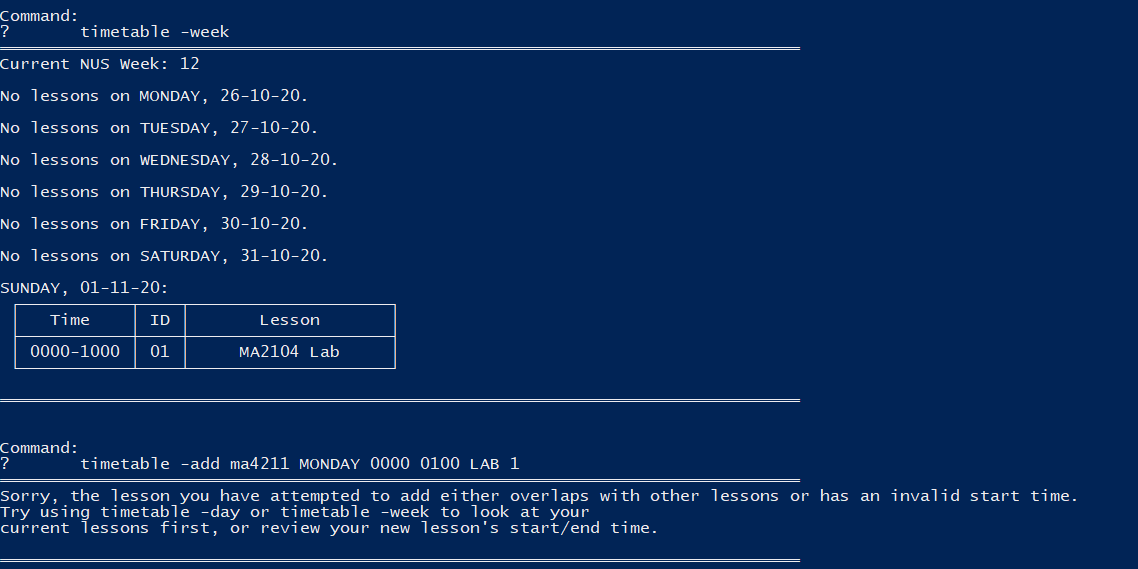 Command:
? timetable -week
Current NUS Week: 12
No lessons on MONDAY, 26-10-20.
No lessons on TUESDAY, 27-10-20.
No lessons on WEDNESDAY, 28-10-20.
No lessons on THURSDAY, 29-10-20.
No lessons on FRIDAY, 30-10-20.
No lessons on SATURDAY, 31-10-20.
SUNDAY, 01-11-20:
Time ID Lesson
0000-1000 01 MA2104 Lab
Command:
? timetable -add ma4211 MONDAY 0000 0100 LAB 1
Sorry, the lesson you have attempted to add either overlaps with other lessons or has an invalid start time.
Try using timetable -day or timetable -week to look at your
current lessons first, or review your new lesson's start/end time.